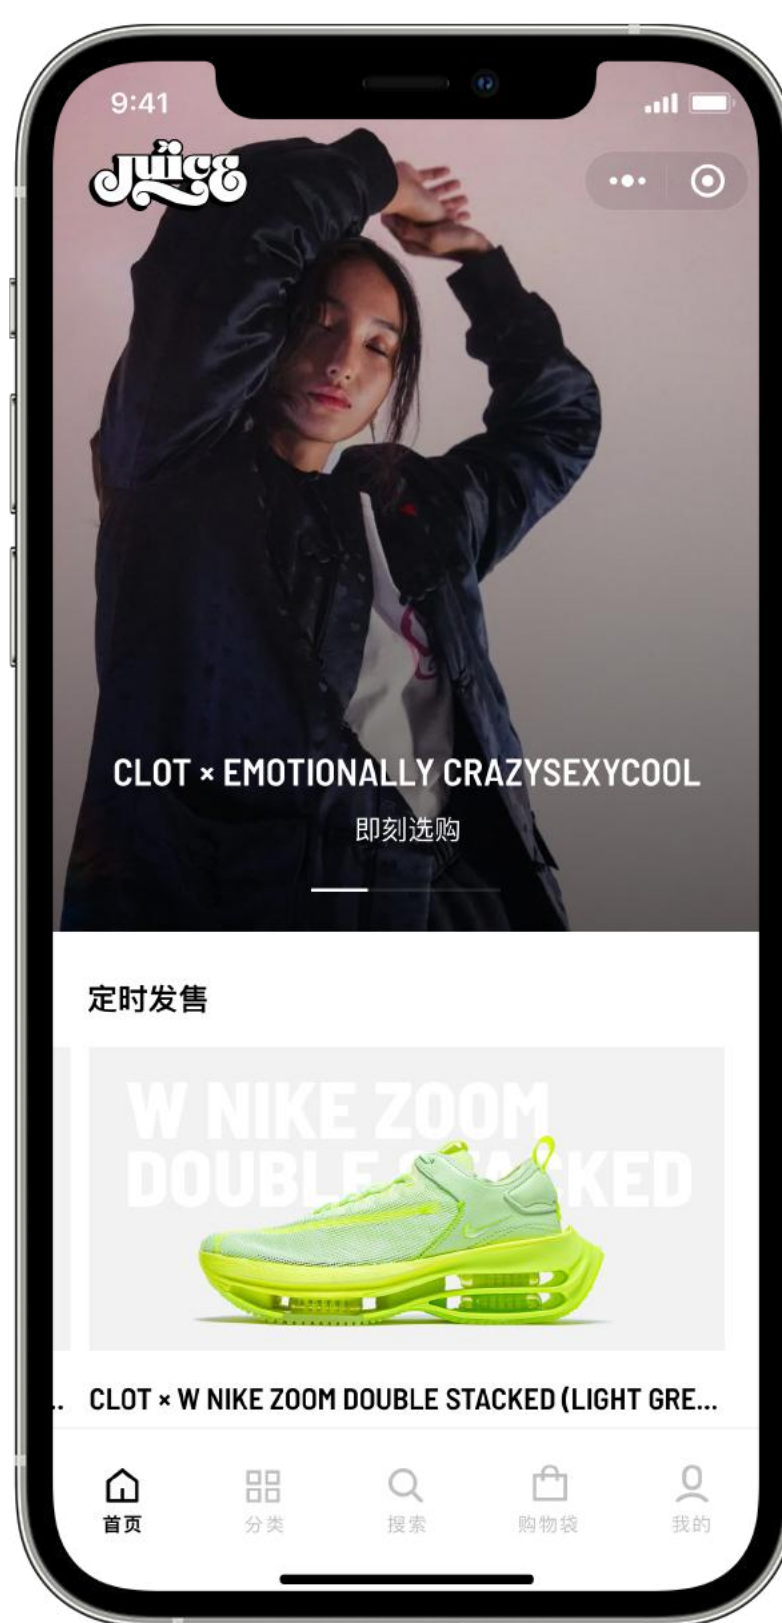 9:41
Juice
CLOT × EMOTIONALLY CRAZYSEXYCOOL
即刻选购
定时发售
W NIKE ZOOM
DOUBLE STACKED
... CLOT × W NIKE ZOOM DOUBLE STACKED (LIGHT GRE...
首页 分类 搜索 购物袋 我的